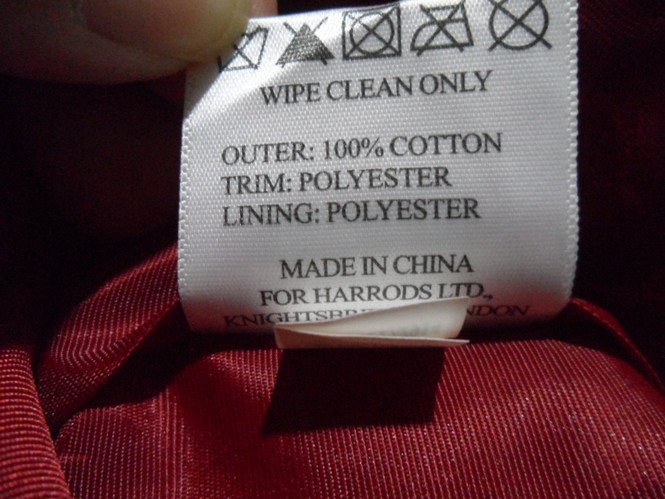 WIPE CLEAN ONLY
OUTER: 100% COTTON
TRIM: POLYESTER
LINING: POLYESTER
MADE IN CHINA
FOR HARRODS LTD.,